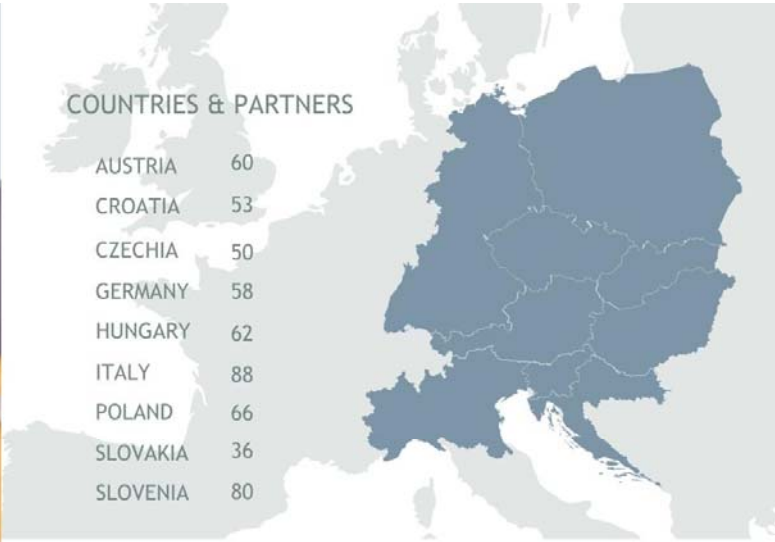 COUNTRIES & PARTNERS
AUSTRIA 60
CROATIA 53
CZECHIA 50
GERMANY 58
HUNGARY 62
ITALY 88
POLAND 66
SLOVAKIA 36
SLOVENIA 80